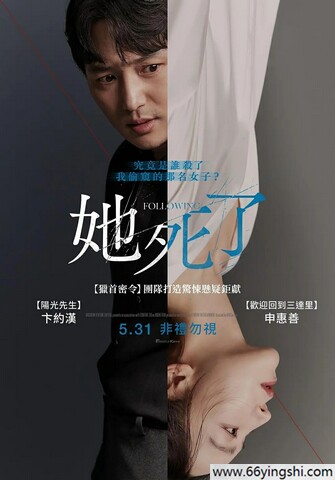 究竟是誰殺了
我偷窺的那名女子？
FOLLOWING
她死了
【獵首密令】團隊打造驚悚懸疑鉅獻
【陽光先生】
卞約漢
【歡迎回到三達里】
申惠善
5.31 非禮勿視
www.66yingshi.com